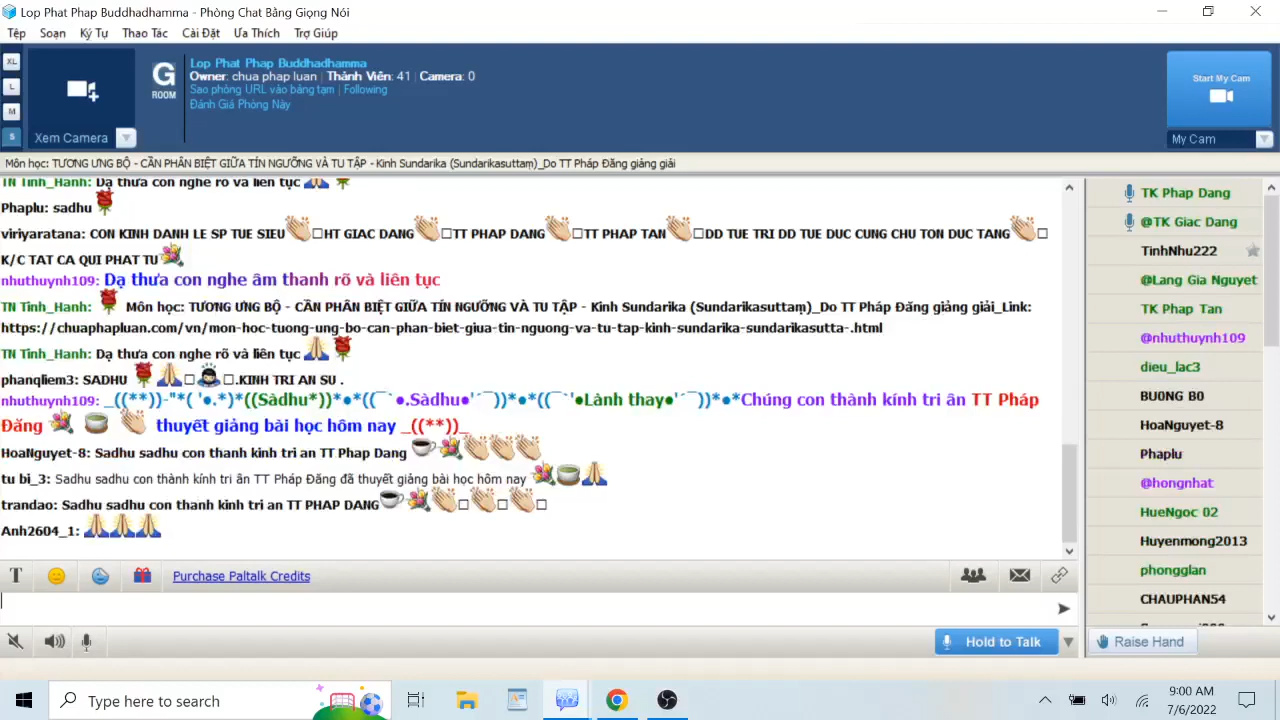 Lop Phat Phap Buddhadhamma - Phòng Chat Bằng Giọng Nói
Tệp Soạn Ký Tự Thao Tác Cài Đặt Ưa Thích Trợ Giúp
XL
L
M
S
Xem Camera
G
ROOM
Lop Phat Phap Buddhadhamma
Owner: chua phap luan | Thành Viên: 41 | Camera: 0
Sao phòng URL vào bảng tạm | Following
Đánh Giá Phòng Này
Start My Cam
My Cam
Môn học: TƯƠNG ƯNG BỘ - CẦN PHÂN BIỆT GIỮA TÍN NGƯỠNG VÀ TU TẬP - Kinh Sundarika (Sundarikasuttaṃ)_Do TT Pháp Đăng giảng giải
TN Tinh_Hanh: Dạ thưa con nghe rõ và liên tục 🙏🌹
Phaplu: sadhu 🌹
viriyaratana: CON KINH DANH LE SP TUE SIEU👏🏻□HT GIAC DANG👏🏻□TT PHAP DANG👏🏻□TT PHAP TAN👏🏻□DD TUE TRI DD TUE DUC CUNG CHU TON DUC TANG👏🏻□
K/C TAT CA QUI PHAT TU💐
nhuthuynh109: Dạ thưa con nghe âm thanh rõ và liên tục
TN Tinh_Hanh: 🌹 Môn học: TƯƠNG ƯNG BỘ - CẦN PHÂN BIỆT GIỮA TÍN NGƯỠNG VÀ TU TẬP - Kinh Sundarika (Sundarikasuttaṃ)_Do TT Pháp Đăng giảng giải_Link:
https://chuaphapluan.com/vn/mon-hoc-tuong-ung-bo-can-phan-biet-giua-tin-nguong-va-tu-tap-kinh-sundarika-sundarikasutta-.html
TN Tinh_Hanh: Dạ thưa con nghe rõ và liên tục 🙏🌹
phanqliem3: SADHU 🌹🙏□🙇□.KINH TRI AN SU .
nhuthuynh109: _((**))-"*( '●.*)*((Sàdhu*))*●*((¯`●.Sàdhu●'´¯))*●*((¯`'●Lành thay●'´¯))*●*Chúng con thành kính tri ân TT Pháp
Đăng 💐 🍵 👏🏻 thuyết giảng bài học hôm nay _((**))_
HoaNguyet-8: Sadhu sadhu con thanh kinh tri an TT Phap Dang ☕💐👏🏻👏🏻👏🏻
tu bi_3: Sadhu sadhu con thành kính tri ân TT Pháp Đăng đã thuyết giảng bài học hôm nay 💐🍵🙏
trandao: Sadhu sadhu con thanh kinh tri an TT PHAP DANG☕💐👏🏻□👏🏻□👏🏻□
Anh2604_1: 🙏🙏🙏
TK Phap Dang
@TK Giac Dang
TinhNhu222
@Lang Gia Nguyet
TK Phap Tan
@nhuthuynh109
dieu_lac3
BU0NG B0
HoaNguyet-8
Phaplu
@hongnhat
HueNgoc 02
Huyenmong2013
phongglan
CHAUPHAN54
T
Purchase Paltalk Credits
Hold to Talk
Raise Hand
Type here to search
9:00 AM
7/6/2022